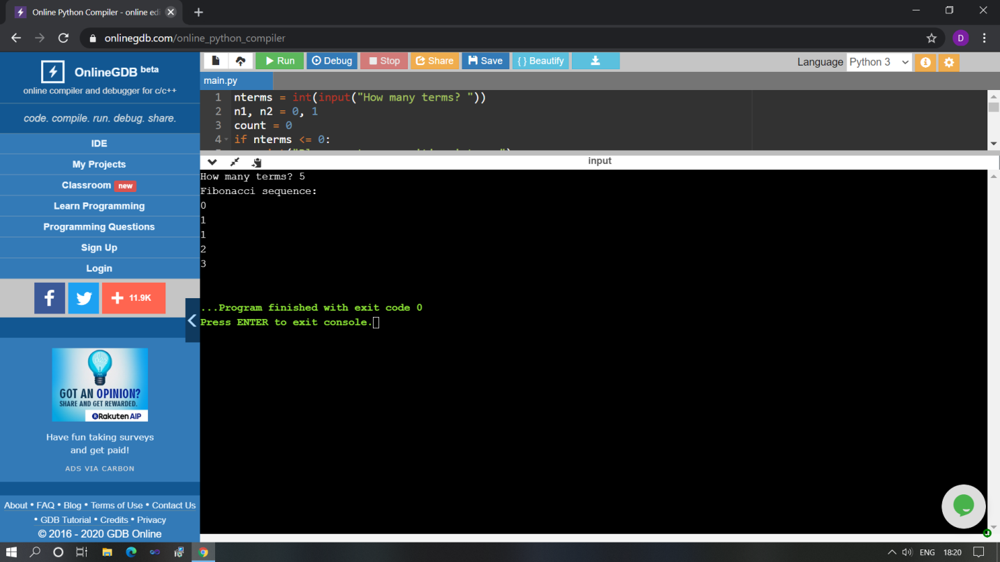 Online Python Compiler - online edi
onlinegdb.com/online_python_compiler
D
OnlineGDB beta
online compiler and debugger for c/c++
code. compile. run. debug. share.
IDE
My Projects
Classroom new
Learn Programming
Programming Questions
Sign Up
Login
f
+ 11.9K
GOT AN OPINION?
SHARE AND GET REWARDED.
Rakuten AIP
Have fun taking surveys
and get paid!
ADS VIA CARBON
About • FAQ • Blog • Terms of Use • Contact Us
• GDB Tutorial • Credits • Privacy
© 2016 - 2020 GDB Online
Run Debug Stop Share Save { } Beautify
Language Python 3
main.py
1 nterms = int(input("How many terms? "))
2 n1, n2 = 0, 1
3 count = 0
4 if nterms <= 0:
input
How many terms? 5
Fibonacci sequence:
0
1
1
2
3
...Program finished with exit code 0
Press ENTER to exit console.
ENG 18:20